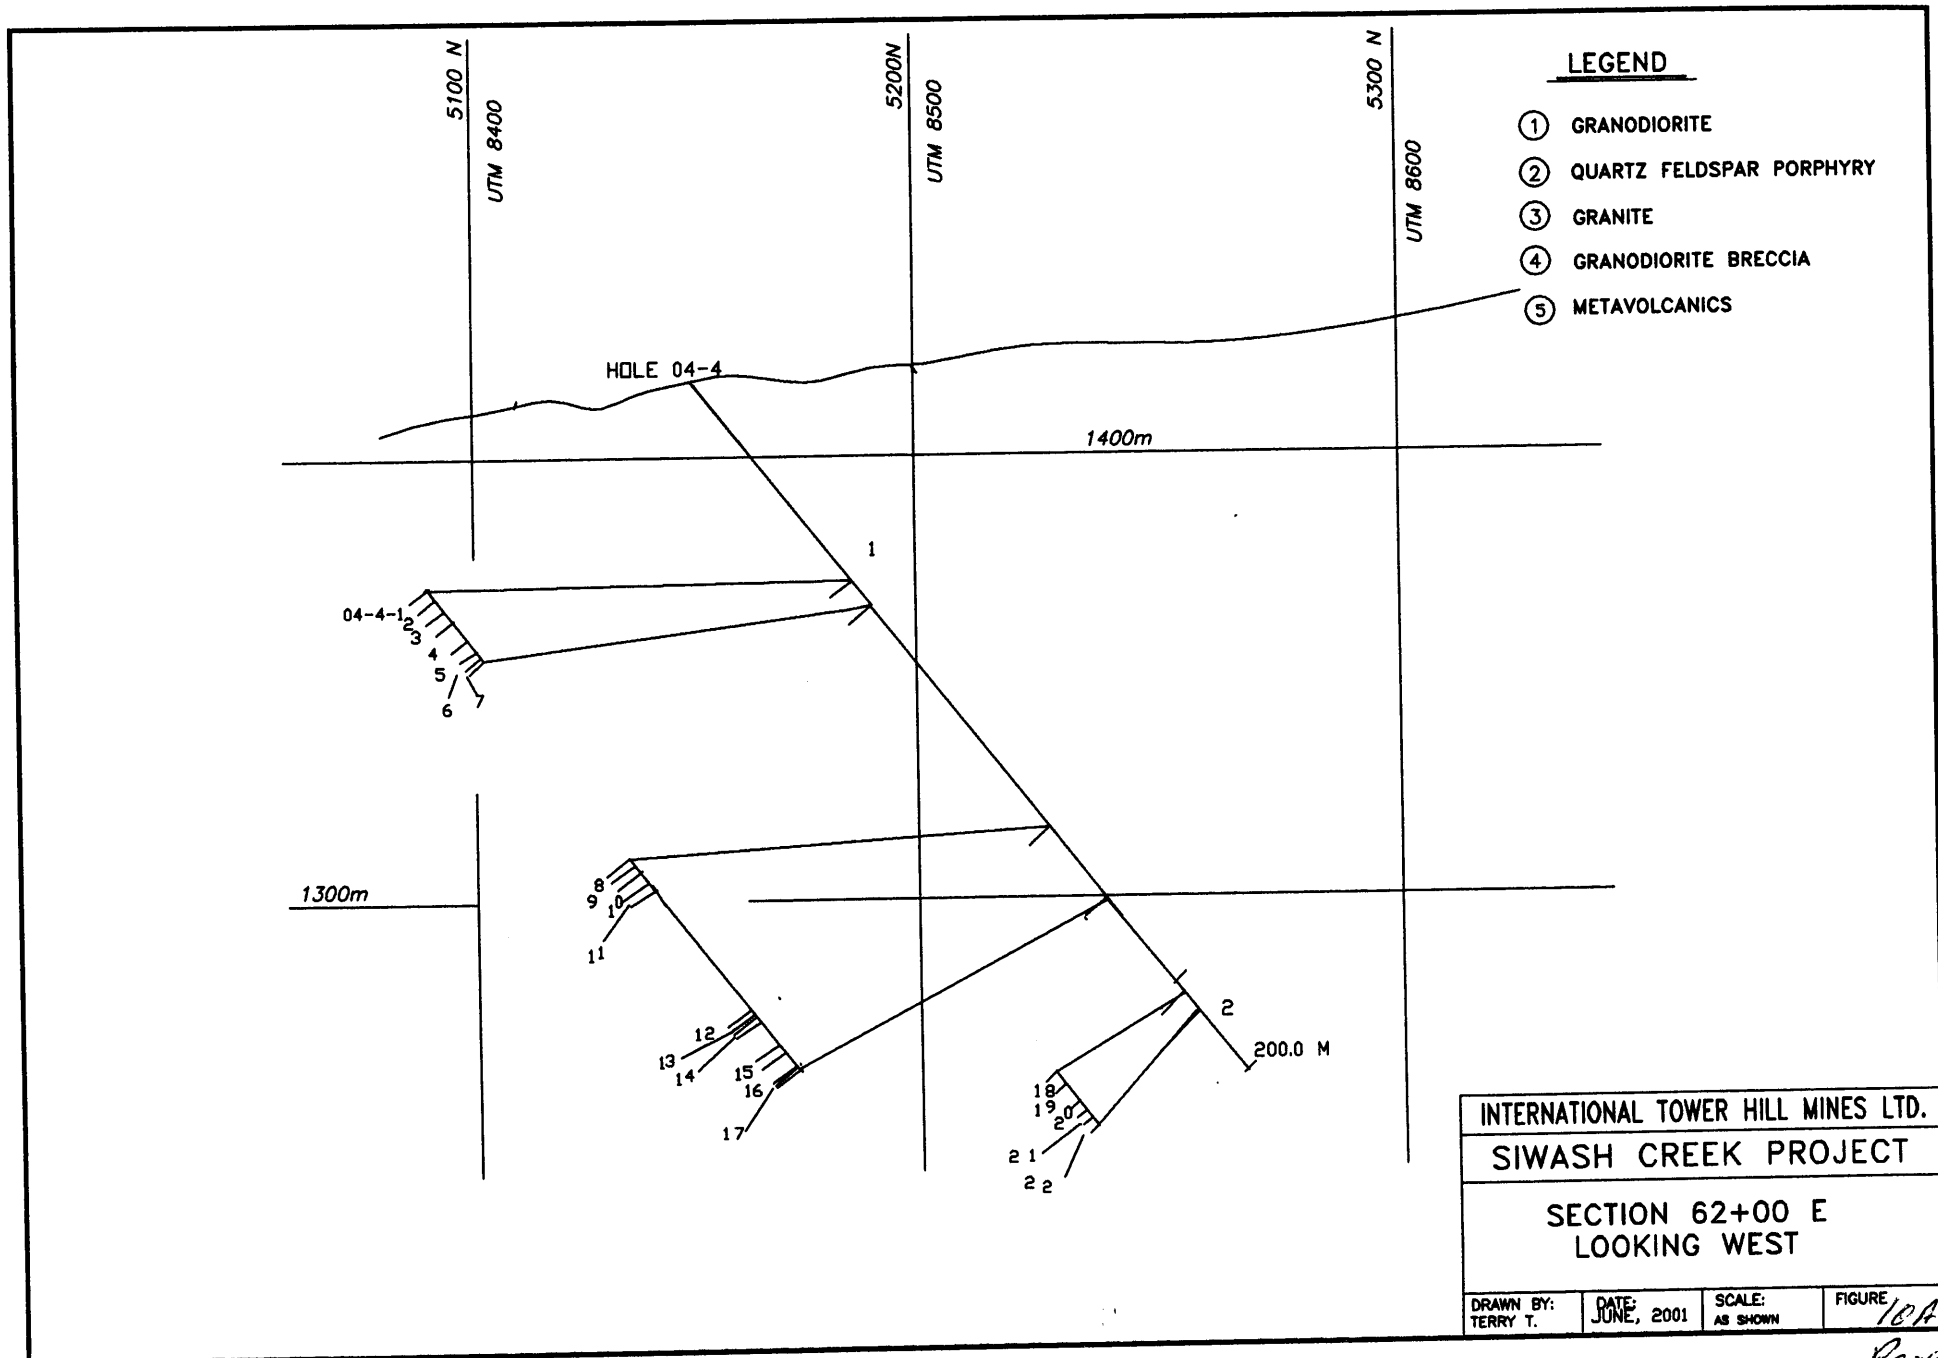 5100 N
UTM 8400
5200N
UTM 8500
5300 N
UTM 8600
LEGEND
1 GRANODIORITE
2 QUARTZ FELDSPAR PORPHYRY
3 GRANITE
4 GRANODIORITE BRECCIA
5 METAVOLCANICS
HOLE 04-4
1400m
1
04-4-1
2
3
4
5
6
7
1300m
8
9
10
11
12
13
14
15
16
17
18
19
20
21
22
2
200.0 M
INTERNATIONAL TOWER HILL MINES LTD.
SIWASH CREEK PROJECT
SECTION 62+00 E
LOOKING WEST
DRAWN BY:
TERRY T.
DATE:
JUNE, 2001
SCALE:
AS SHOWN
FIGURE 10A